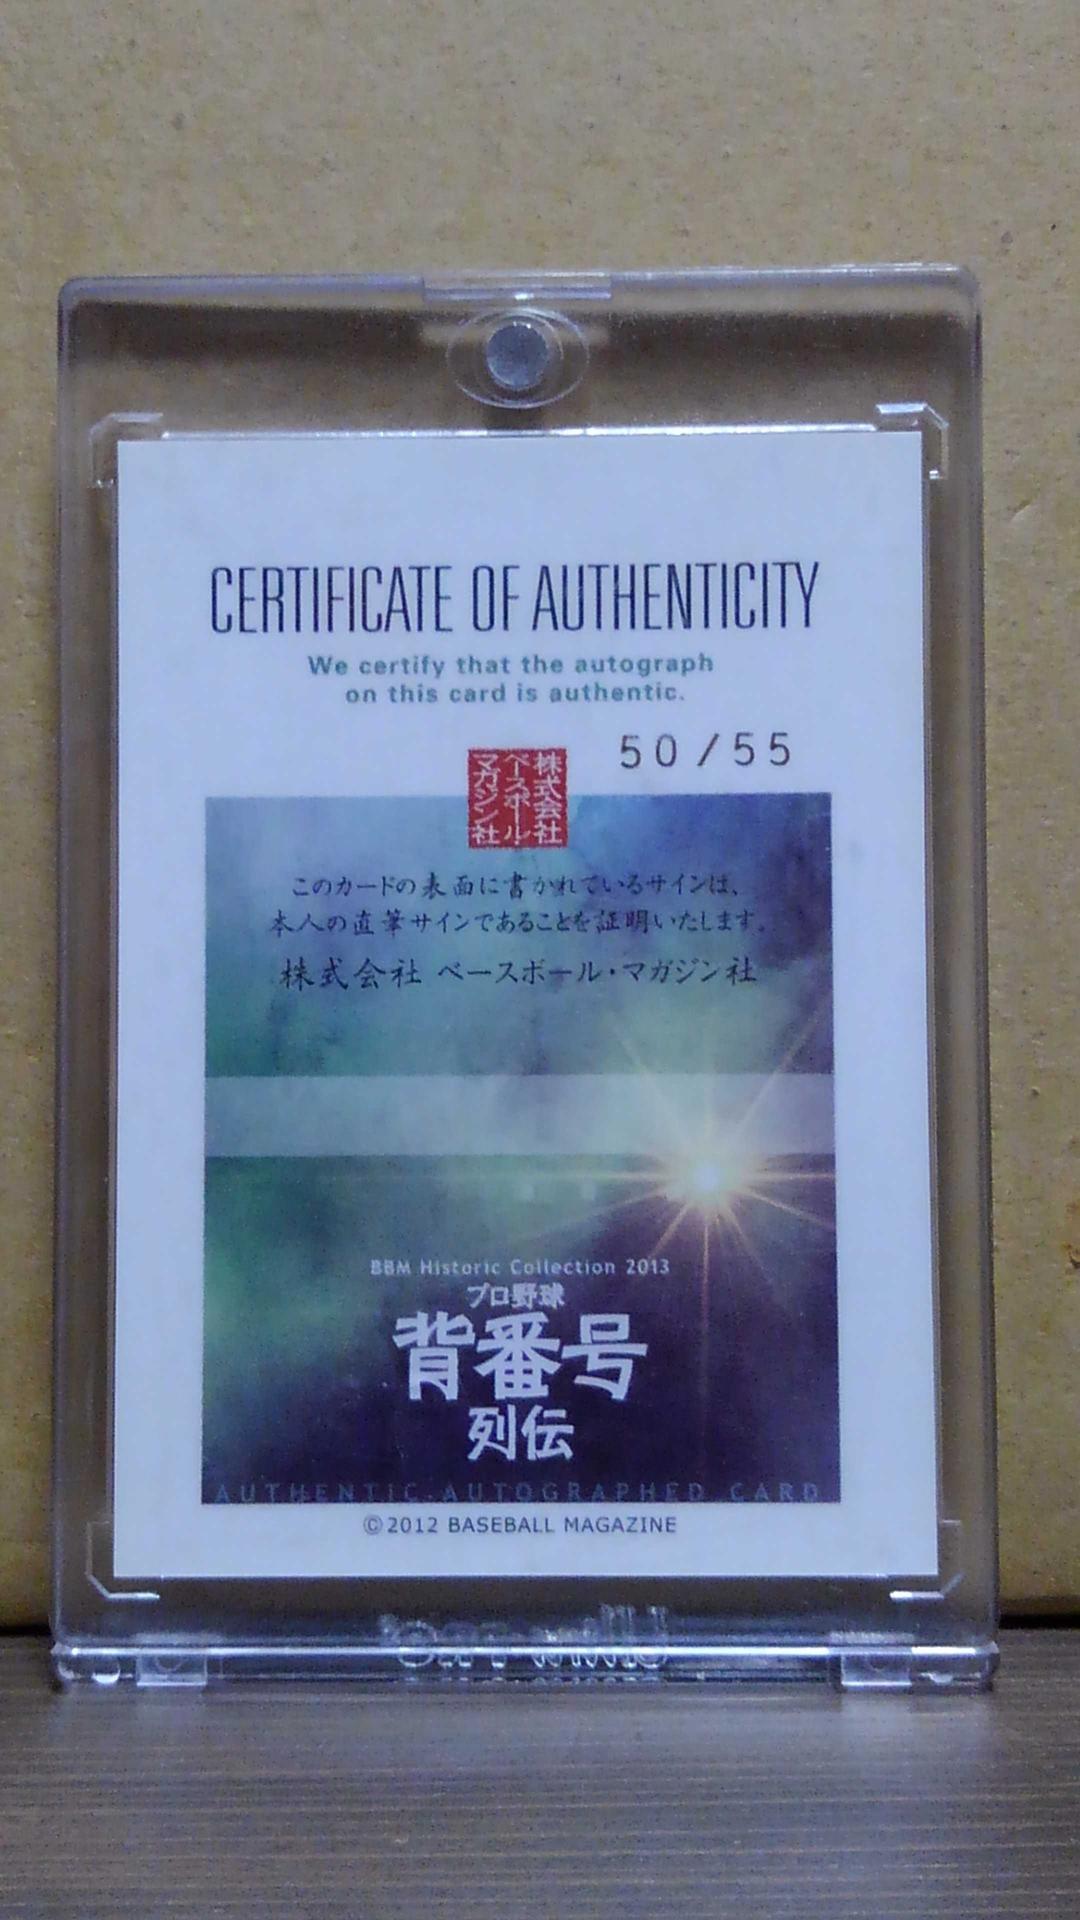 CERTIFICATE OF AUTHENTICITY
We certify that the autograph
on this card is authentic.
50/55
株式会社
ベースボール・
マガジン社
このカードの表面に書かれているサインは、
本人の直筆サインであることを証明いたします。
株式会社 ベースボール・マガジン社
BBM Historic Collection 2013
プロ野球
背番号
列伝
AUTHENTIC AUTOGRAPHED CARD
©2012 BASEBALL MAGAZINE